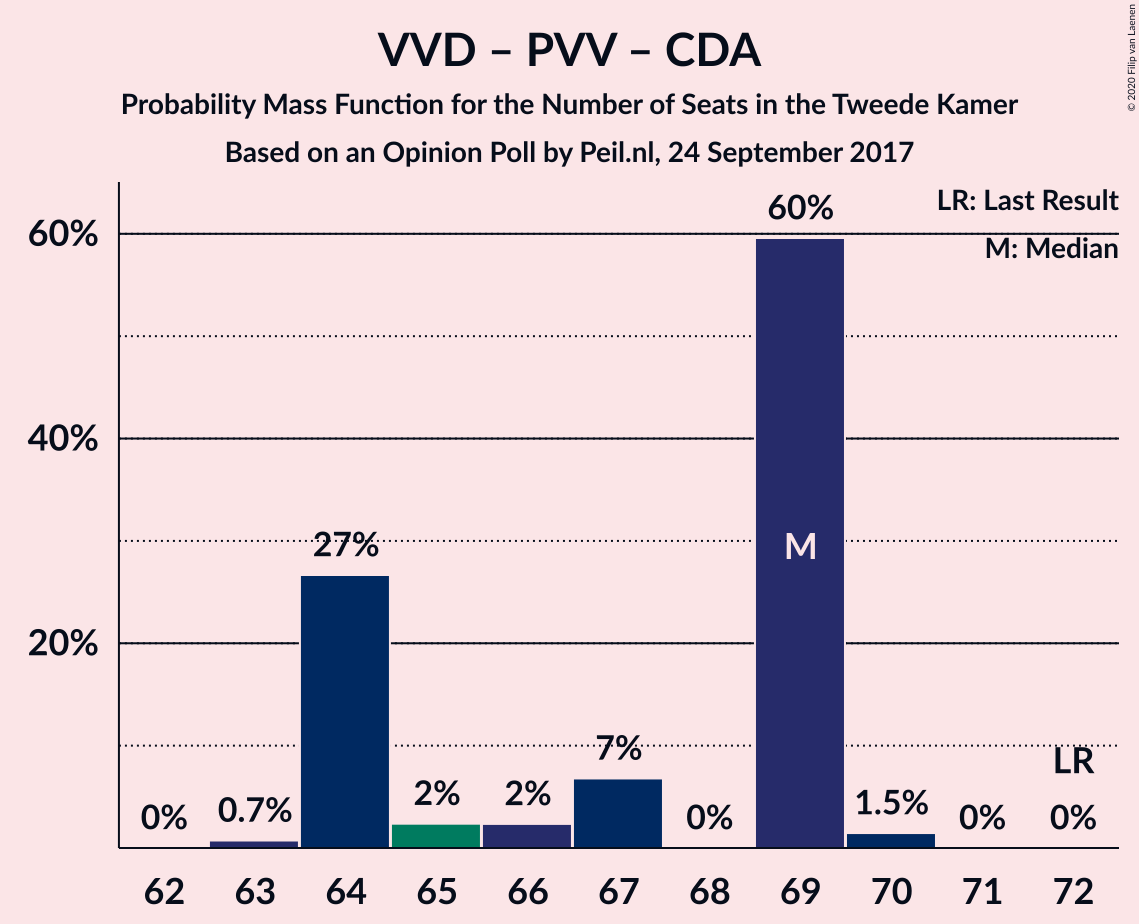 VVD – PVV – CDA
Probability Mass Function for the Number of Seats in the Tweede Kamer
Based on an Opinion Poll by Peil.nl, 24 September 2017
© 2020 Filip van Laenen
LR: Last Result
M: Median
60%
40%
20%
0%
0.7%
27%
2%
2%
7%
0%
60%
M
1.5%
0%
LR
0%
62 63 64 65 66 67 68 69 70 71 72